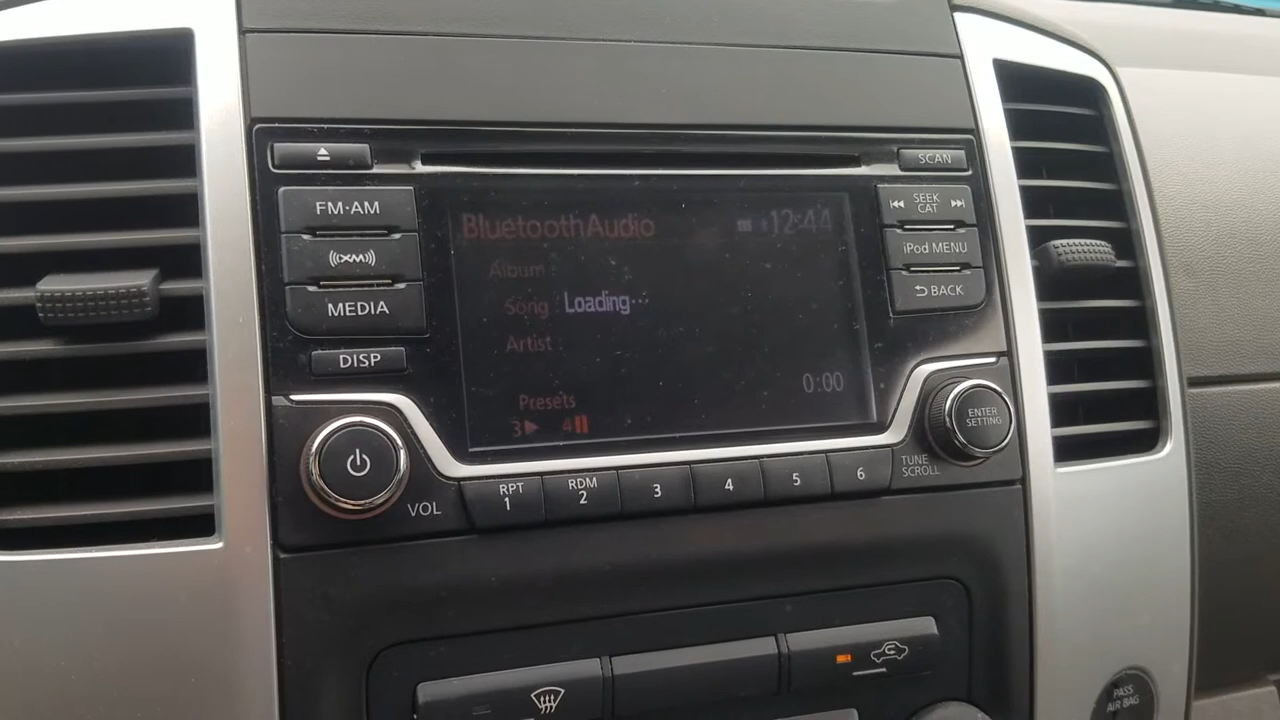 SCAN
FM·AM
SEEK
CAT
((XM))
iPod MENU
MEDIA
BACK
DISP
BluetoothAudio 12:44
Album :
Song : Loading...
Artist :
0:00
Presets
3 4
ENTER
SETTING
TUNE
SCROLL
VOL
RPT
1
RDM
2
3
4
5
6
PASS
AIR BAG